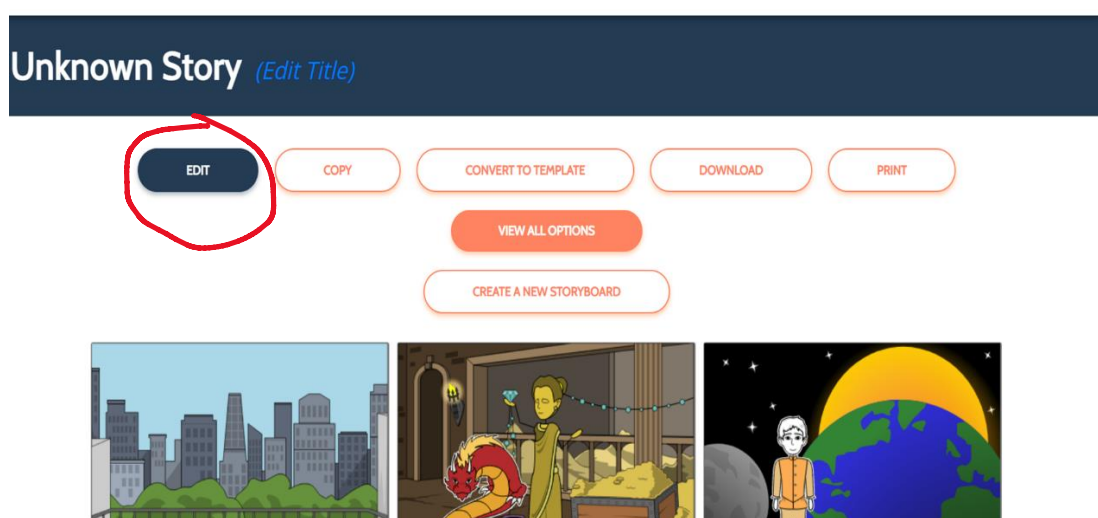 Unknown Story (Edit Title)
EDIT COPY CONVERT TO TEMPLATE DOWNLOAD PRINT
VIEW ALL OPTIONS
CREATE A NEW STORYBOARD